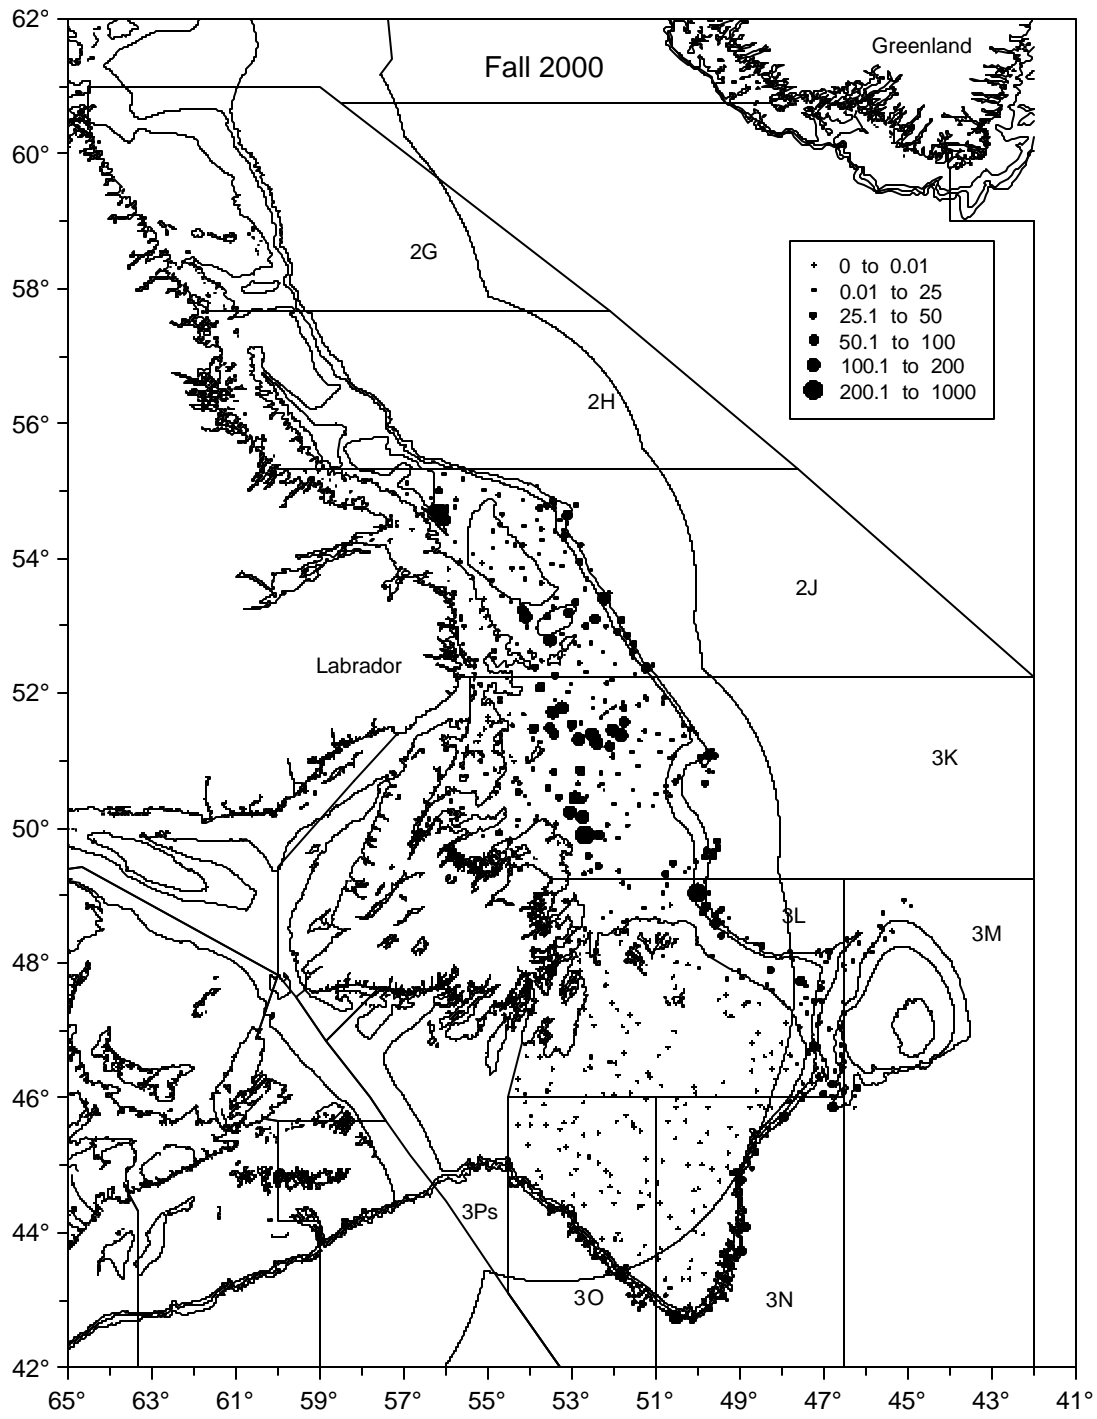 62°
Fall 2000
Greenland
60°
2G
58°
0 to 0.01
0.01 to 25
25.1 to 50
50.1 to 100
100.1 to 200
200.1 to 1000
56°
2H
54°
2J
Labrador
52°
3K
50°
3L
3M
48°
46°
44°
3Ps
3O
3N
42°
65° 63° 61° 59° 57° 55° 53° 51° 49° 47° 45° 43° 41°